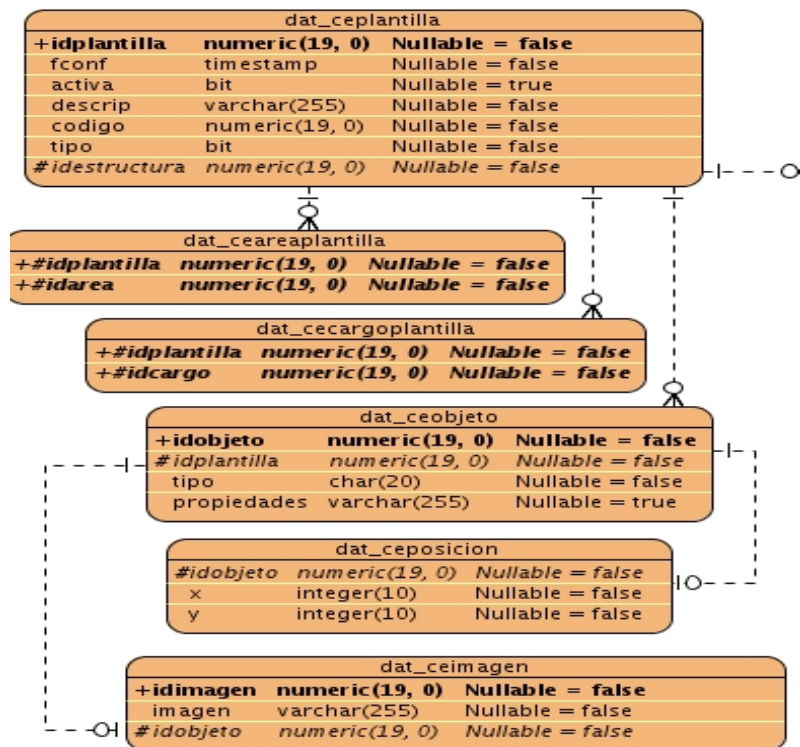 dat_ceplantilla
+idplantilla numeric(19, 0) Nullable = false
fconf timestamp Nullable = false
activa bit Nullable = true
descrip varchar(255) Nullable = false
codigo numeric(19, 0) Nullable = false
tipo bit Nullable = false
#idestructura numeric(19, 0) Nullable = false
dat_ceareaplantilla
+#idplantilla numeric(19, 0) Nullable = false
+#idarea numeric(19, 0) Nullable = false
dat_cecargoplantilla
+#idplantilla numeric(19, 0) Nullable = false
+#idcargo numeric(19, 0) Nullable = false
dat_ceobjeto
+idobjeto numeric(19, 0) Nullable = false
#idplantilla numeric(19, 0) Nullable = false
tipo char(20) Nullable = false
propiedades varchar(255) Nullable = true
dat_ceposicion
#idobjeto numeric(19, 0) Nullable = false
x integer(10) Nullable = false
y integer(10) Nullable = false
dat_ceimagen
+idimagen numeric(19, 0) Nullable = false
imagen varchar(255) Nullable = false
#idobjeto numeric(19, 0) Nullable = false